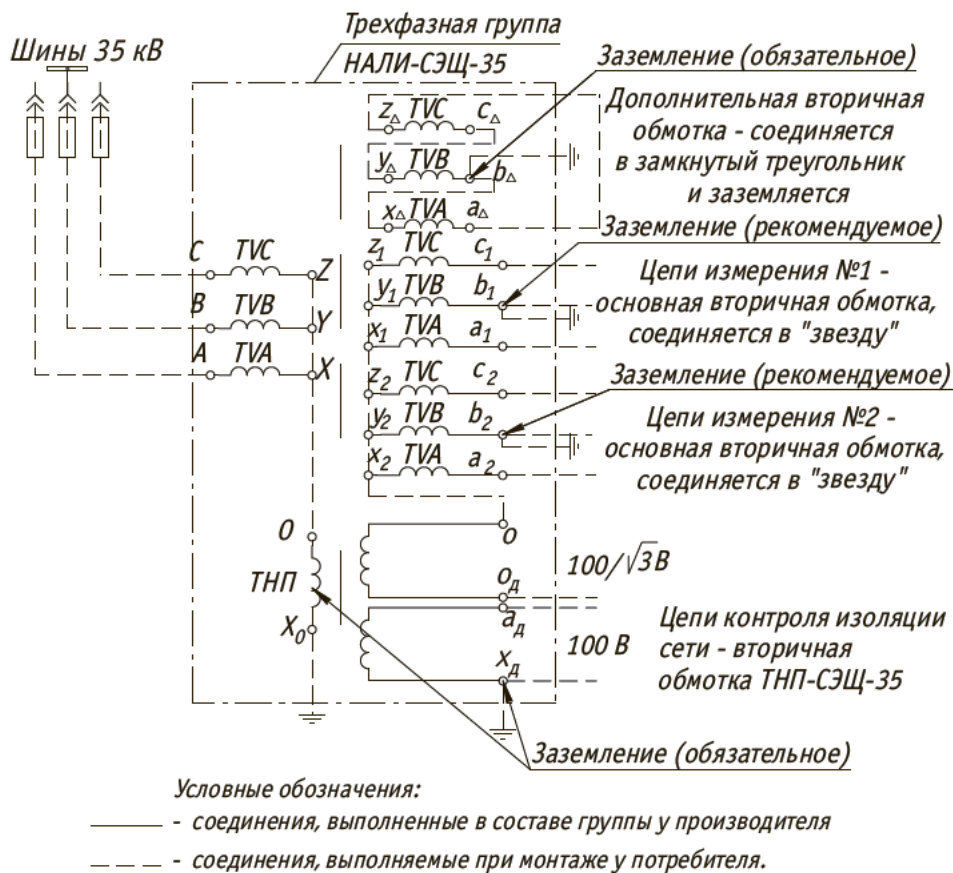 Трехфазная группа
НАЛИ-СЭЩ-35
Шины 35 кВ
Заземление (обязательное)
Дополнительная вторичная
обмотка - соединяется
в замкнутый треугольник
и заземляется
z△ TVC c△
y△ TVB b△
x△ TVA a△
Заземление (рекомендуемое)
Цепи измерения №1 -
основная вторичная обмотка,
соединяется в "звезду"
z1 TVC c1
y1 TVB b1
x1 TVA a1
C TVC Z
B TVB Y
A TVA X
Заземление (рекомендуемое)
Цепи измерения №2 -
основная вторичная обмотка,
соединяется в "звезду"
z2 TVC c2
y2 TVB b2
x2 TVA a2
O
ТНП
X0
o
oд
100/√3 В
aд
xд
100 В
Цепи контроля изоляции
сети - вторичная
обмотка ТНП-СЭЩ-35
Заземление (обязательное)
Условные обозначения:
- соединения, выполненные в составе группы у производителя
- соединения, выполняемые при монтаже у потребителя.